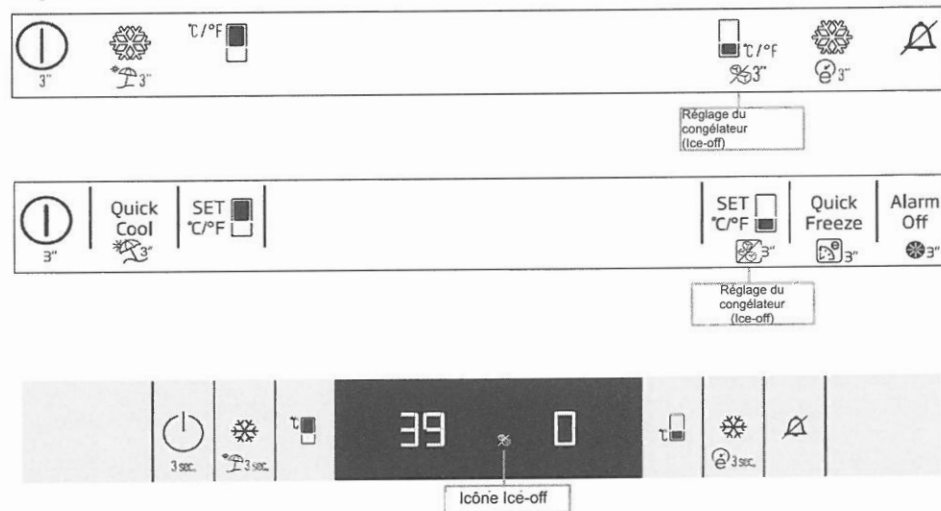 ℃/°F
℃/°F
3"
3"
3"
3"
Réglage du
congélateur
(Ice-off)
Quick
Cool
SET
℃/°F
SET
℃/°F
Quick
Freeze
Alarm
Off
3"
3"
3"
3"
3"
Réglage du
congélateur
(Ice-off)
℃
39
0
℃
3 sec.
3 sec.
3 sec.
Icône Ice-off